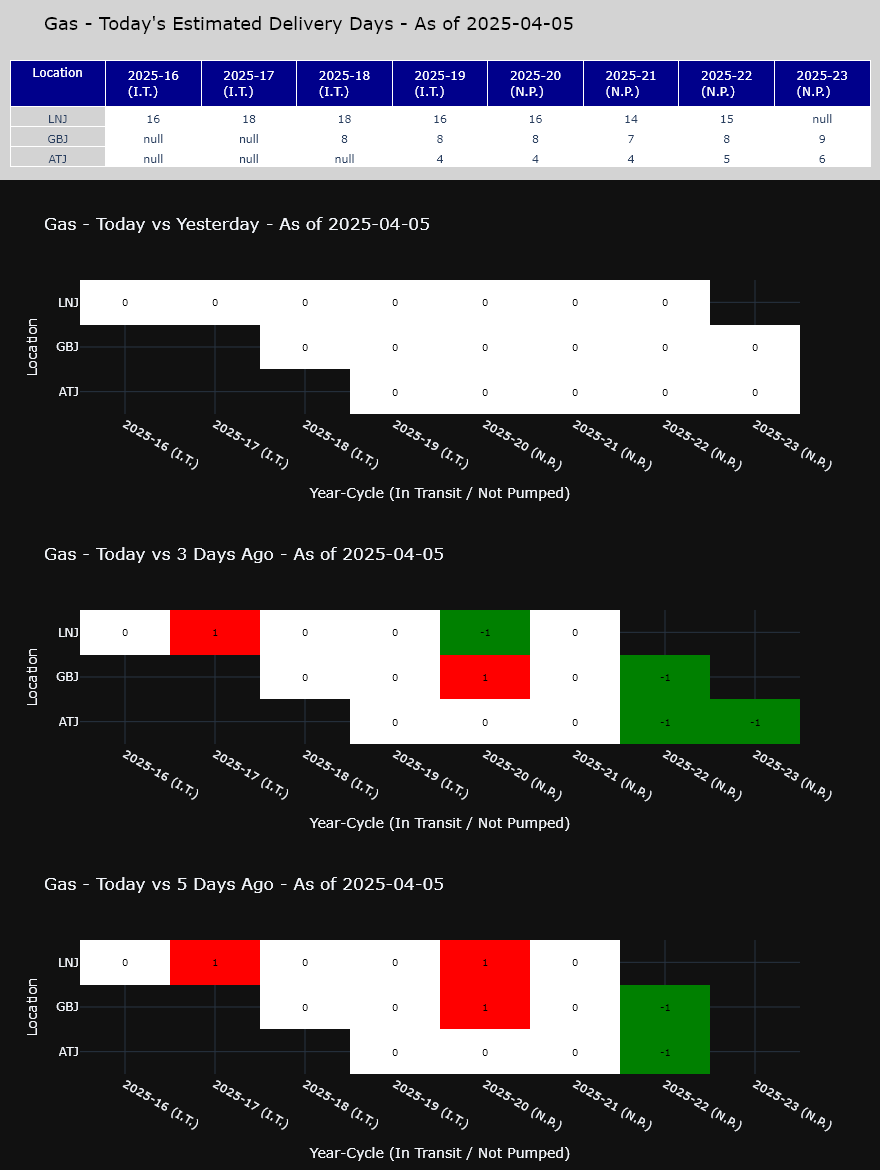 Gas - Today's Estimated Delivery Days - As of 2025-04-05
Location 2025-16 (I.T.) 2025-17 (I.T.) 2025-18 (I.T.) 2025-19 (I.T.) 2025-20 (N.P.) 2025-21 (N.P.) 2025-22 (N.P.) 2025-23 (N.P.)
LNJ 16 18 18 16 16 14 15 null
GBJ null null 8 8 8 7 8 9
ATJ null null null 4 4 4 5 6
Gas - Today vs Yesterday - As of 2025-04-05
Location
LNJ 0 0 0 0 0 0 0
GBJ 0 0 0 0 0 0
ATJ 0 0 0 0 0
2025-16 (I.T.) 2025-17 (I.T.) 2025-18 (I.T.) 2025-19 (I.T.) 2025-20 (N.P.) 2025-21 (N.P.) 2025-22 (N.P.) 2025-23 (N.P.)
Year-Cycle (In Transit / Not Pumped)
Gas - Today vs 3 Days Ago - As of 2025-04-05
Location
LNJ 0 1 0 0 -1 0
GBJ 0 0 1 0 -1
ATJ 0 0 0 -1 -1
2025-16 (I.T.) 2025-17 (I.T.) 2025-18 (I.T.) 2025-19 (I.T.) 2025-20 (N.P.) 2025-21 (N.P.) 2025-22 (N.P.) 2025-23 (N.P.)
Year-Cycle (In Transit / Not Pumped)
Gas - Today vs 5 Days Ago - As of 2025-04-05
Location
LNJ 0 1 0 0 1 0
GBJ 0 0 1 0 -1
ATJ 0 0 0 -1
2025-16 (I.T.) 2025-17 (I.T.) 2025-18 (I.T.) 2025-19 (I.T.) 2025-20 (N.P.) 2025-21 (N.P.) 2025-22 (N.P.) 2025-23 (N.P.)
Year-Cycle (In Transit / Not Pumped)